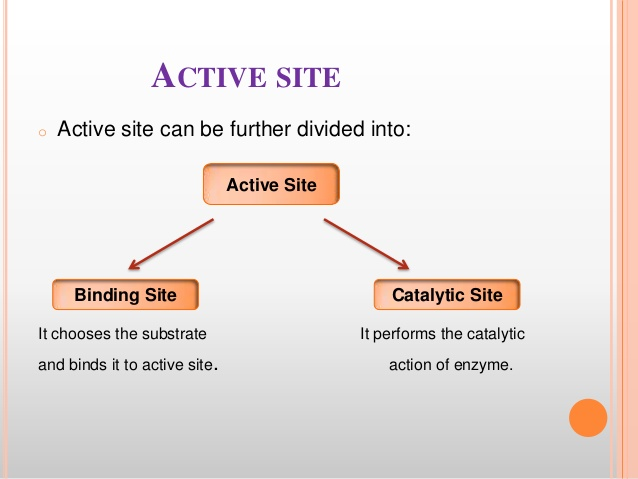 ACTIVE SITE
o Active site can be further divided into:
Active Site
Binding Site
Catalytic Site
It chooses the substrate
and binds it to active site.
It performs the catalytic
action of enzyme.